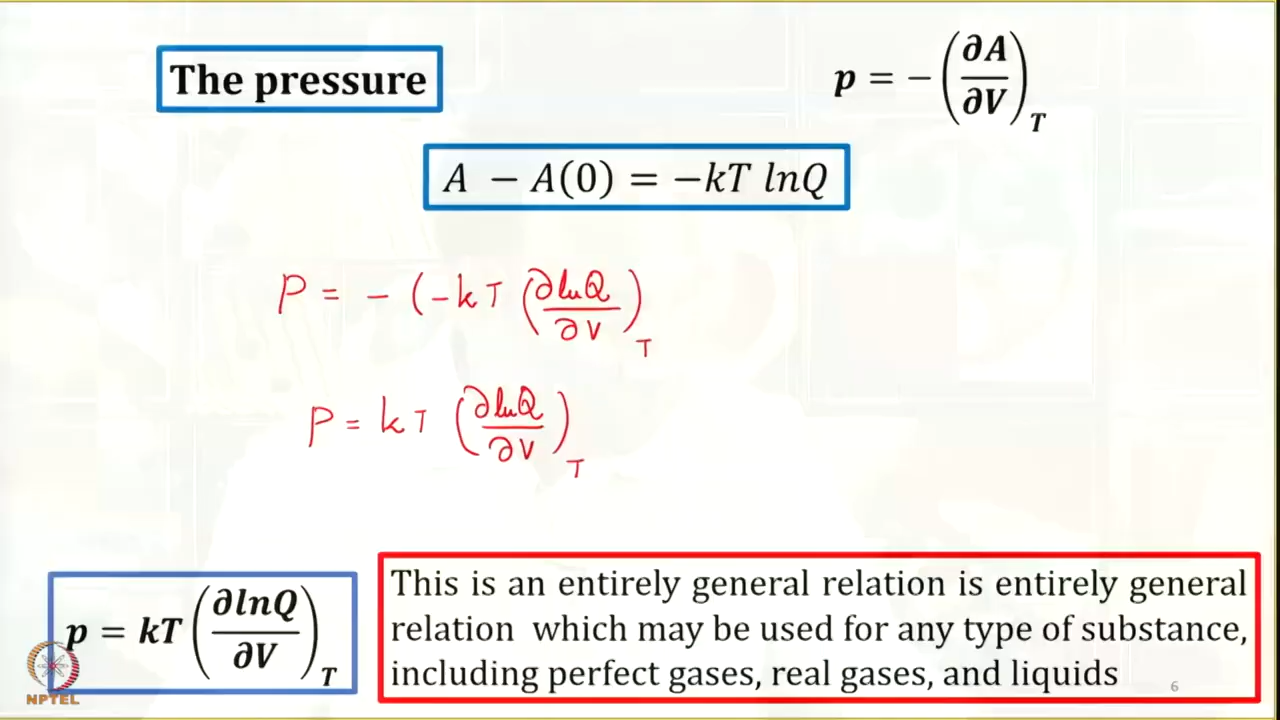 The pressure
p = −(∂A/∂V)_T
A − A(0) = −kT lnQ
P = − (−kT (∂lnQ/∂V)_T
P = kT (∂lnQ/∂V)_T
p = kT (∂lnQ/∂V)_T
This is an entirely general relation is entirely general
relation which may be used for any type of substance,
including perfect gases, real gases, and liquids
NPTEL
6